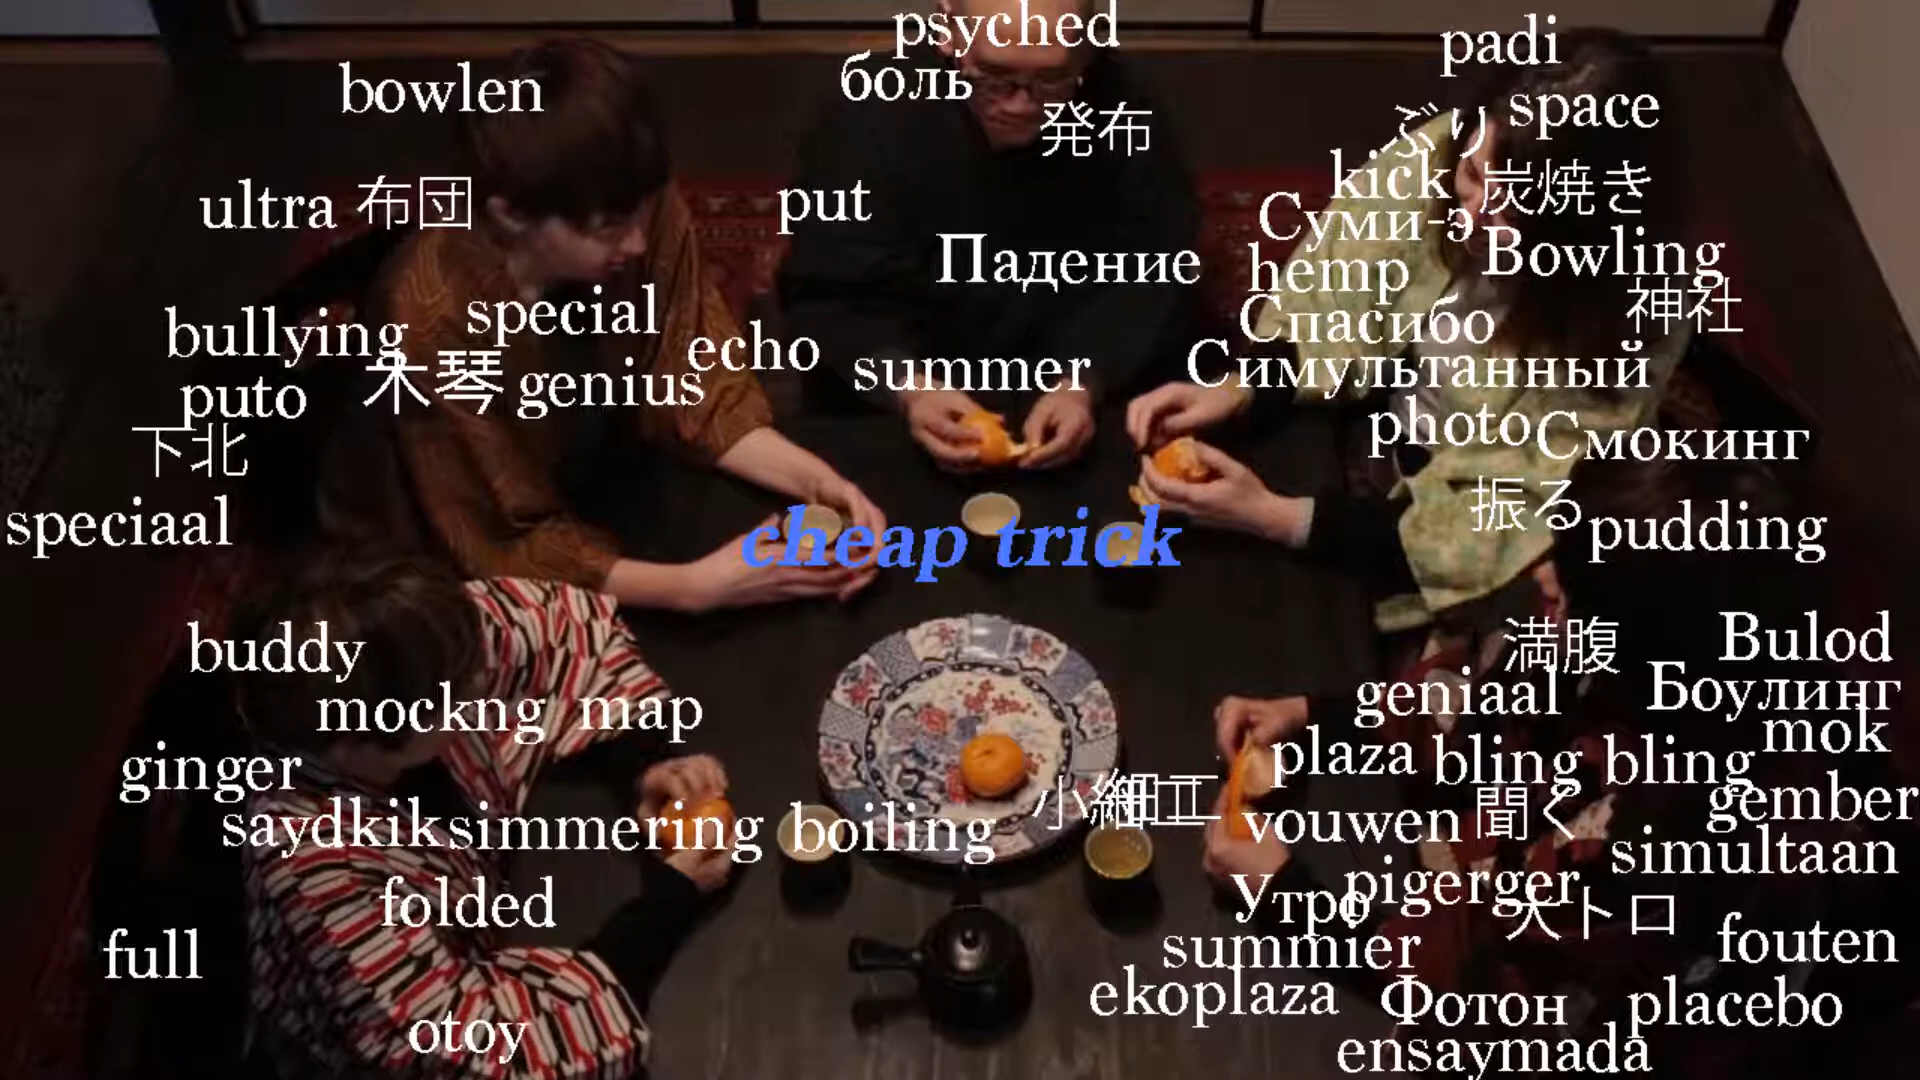 psyched
padi
bowlen
боль
space
発布
ぶり
kick
炭焼き
ultra
布団
put
Суми-э
Падение
Bowling
hemp
神社
special
Спасибо
bullying
echo
summer
Симультанный
木琴
genius
puto
photo
Смокинг
下北
振る
speciaal
pudding
cheap trick
buddy
満腹
Bulod
geniaal
Боулинг
mockng
map
mok
ginger
plaza
bling bling
gember
saydkik
simmering
boiling
vouwen
聞く
simultaan
pigerger
folded
Утро
大トロ
full
summier
fouten
ekoplaza
Фотон
placebo
otoy
ensaymada